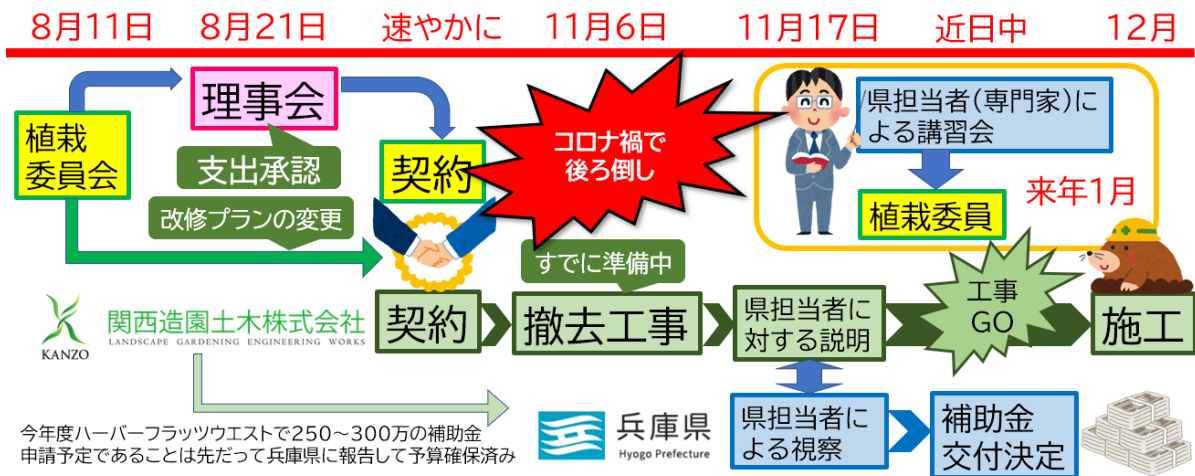 8月11日
8月21日
速やかに
11月6日
11月17日
近日中
12月
植栽
委員会
理事会
支出承認
改修プランの変更
契約
コロナ禍で
後ろ倒し
県担当者(専門家)に
よる講習会
植栽委員
来年1月
すでに準備中
KANZO
関西造園土木株式会社
LANDSCAPE GARDENING ENGINEERING WORKS
契約
撤去工事
県担当者に
対する説明
工事
GO
施工
今年度ハーバーフラッツウエストで250~300万の補助金
申請予定であることは先だって兵庫県に報告して予算確保済み
兵庫県
Hyogo Prefecture
県担当者に
よる視察
補助金
交付決定